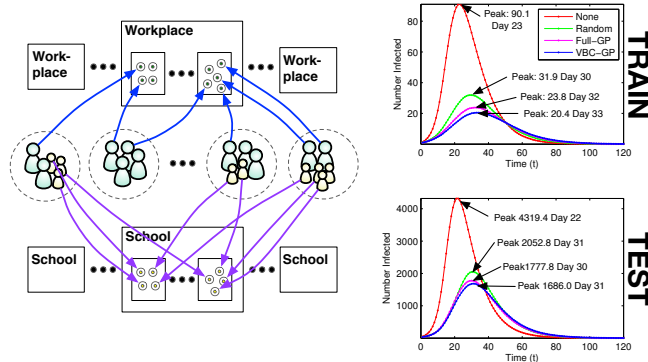 Workplace
Work-
place
Work-
place
School
School
School
Number Infected
80
60
40
20
Peak: 90.1
Day 23
None
Random
Full-GP
VBC-GP
Peak: 31.9 Day 30
Peak: 23.8 Day 32
Peak: 20.4 Day 33
0 20 40 60 80 100 120
Time (t)
TRAIN
Number Infected
4000
3000
2000
1000
0
Peak 4319.4 Day 22
Peak 2052.8 Day 31
Peak1777.8 Day 30
Peak 1686.0 Day 31
0 20 40 60 80 100 120
Time (t)
TEST